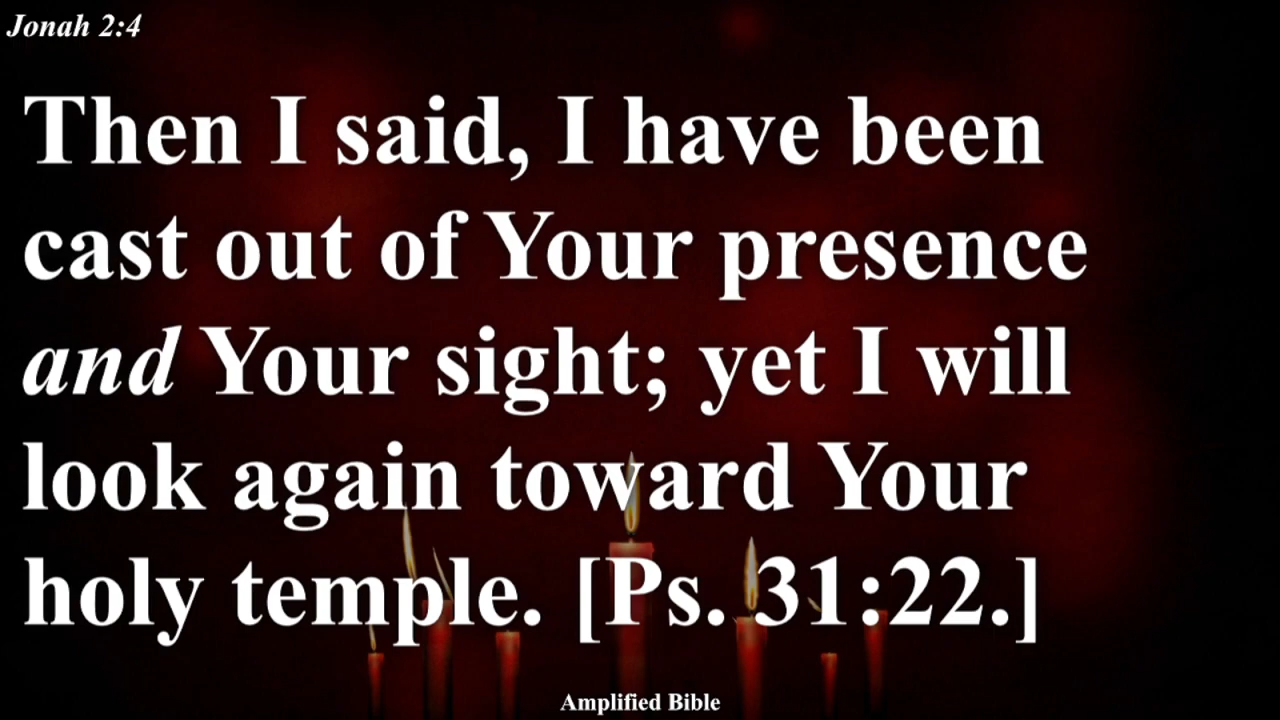 Jonah 2:4
Then I said, I have been
cast out of Your presence
and Your sight; yet I will
look again toward Your
holy temple. [Ps. 31:22.]
Amplified Bible